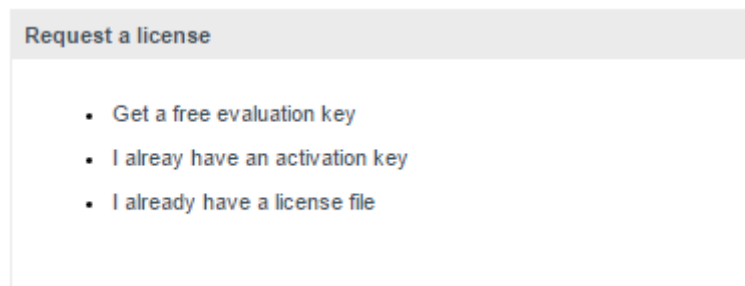 Request a license
Get a free evaluation key
I alreay have an activation key
I already have a license file